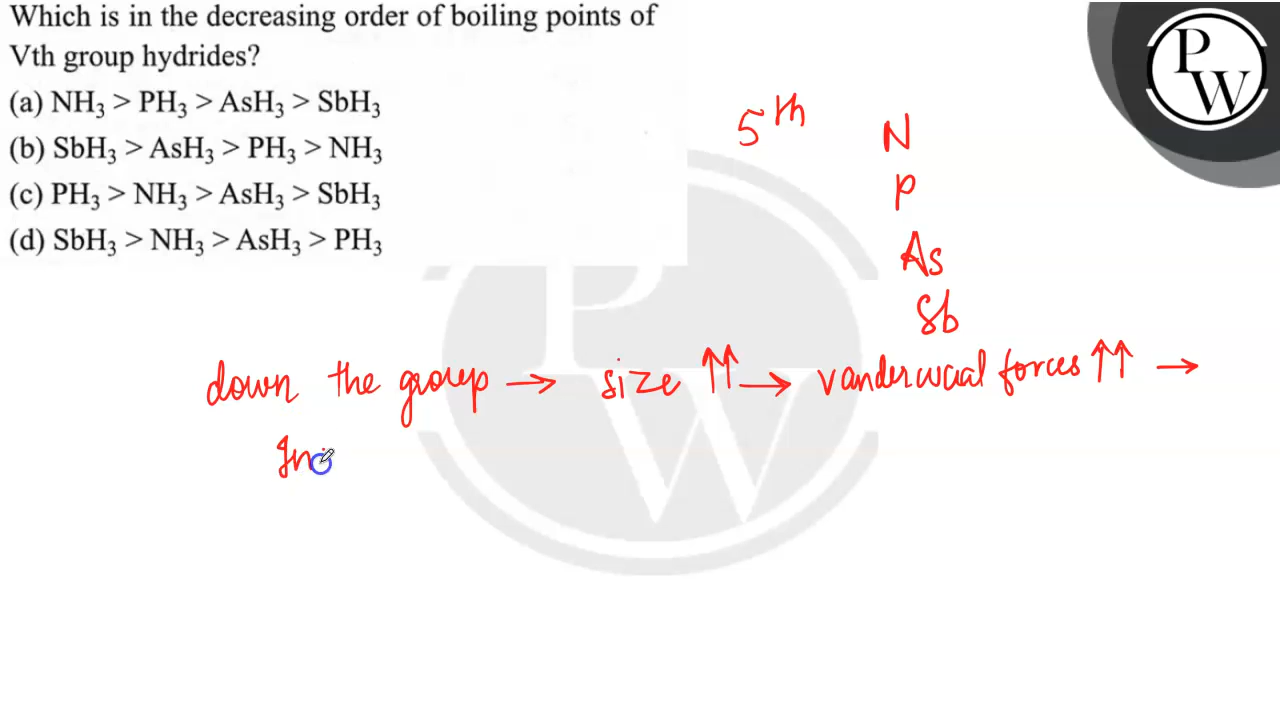 Which is in the decreasing order of boiling points of
Vth group hydrides?
(a) NH₃ > PH₃ > AsH₃ > SbH₃
(b) SbH₃ > AsH₃ > PH₃ > NH₃
(c) PH₃ > NH₃ > AsH₃ > SbH₃
(d) SbH₃ > NH₃ > AsH₃ > PH₃
P
W
5th
N
P
As
Sb
down the group → size ↑↑ → vanderwaal forces ↑↑ →
In
P
W